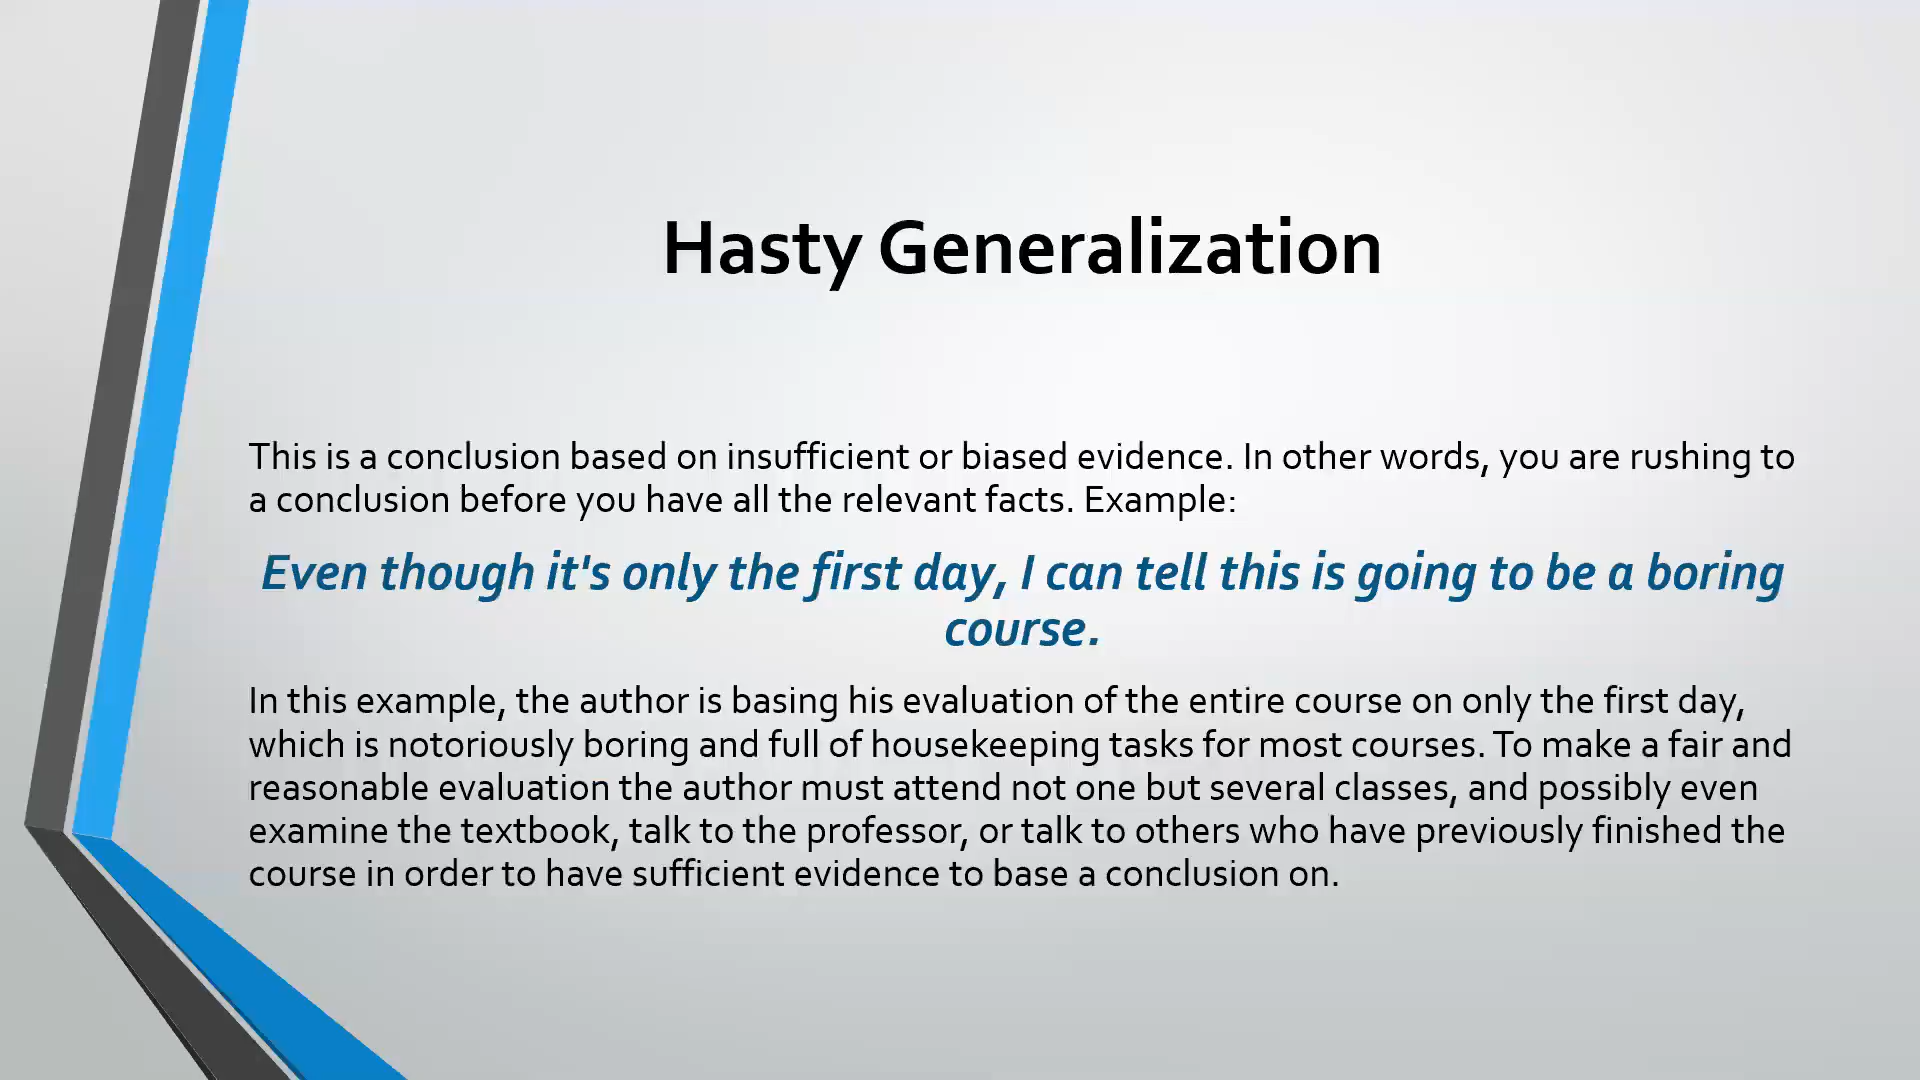 Hasty Generalization
This is a conclusion based on insufficient or biased evidence. In other words, you are rushing to
a conclusion before you have all the relevant facts. Example:
Even though it's only the first day, I can tell this is going to be a boring
course.
In this example, the author is basing his evaluation of the entire course on only the first day,
which is notoriously boring and full of housekeeping tasks for most courses. To make a fair and
reasonable evaluation the author must attend not one but several classes, and possibly even
examine the textbook, talk to the professor, or talk to others who have previously finished the
course in order to have sufficient evidence to base a conclusion on.